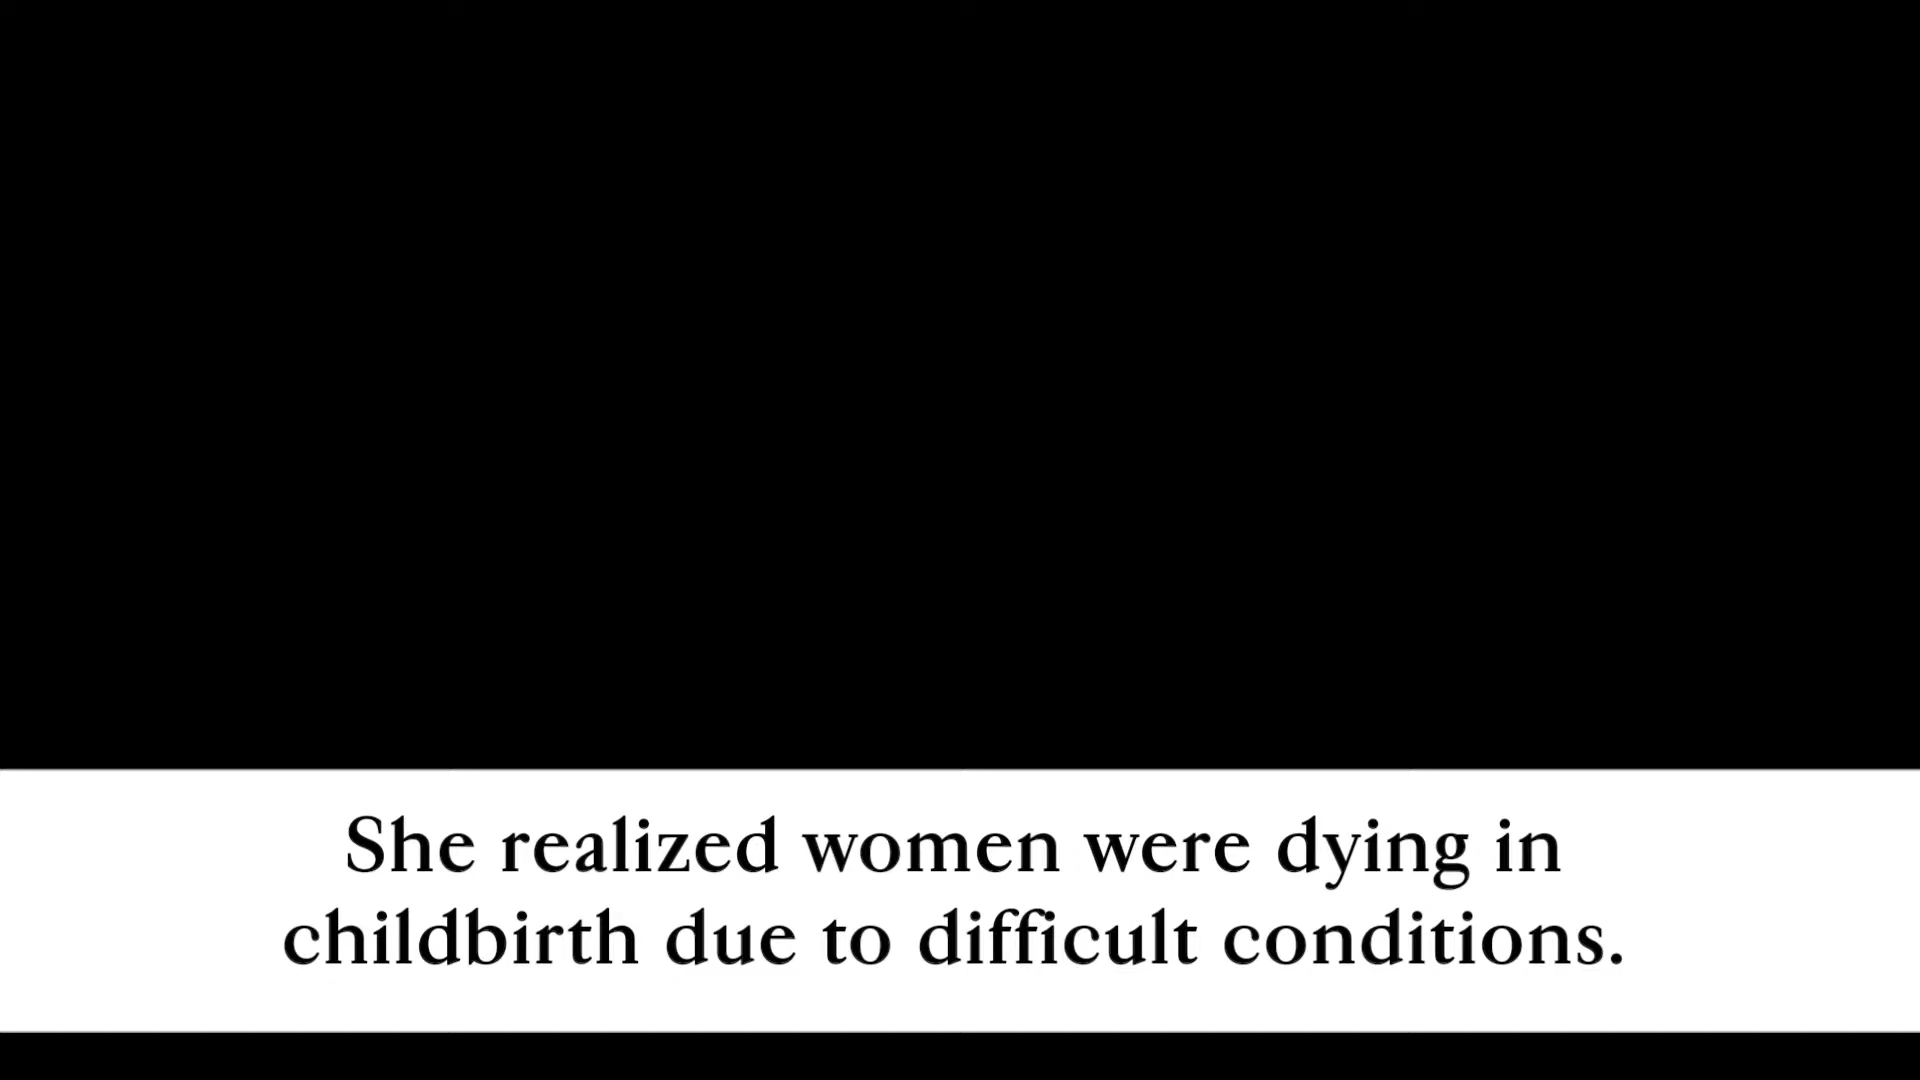 She realized women were dying in
childbirth due to difficult conditions.